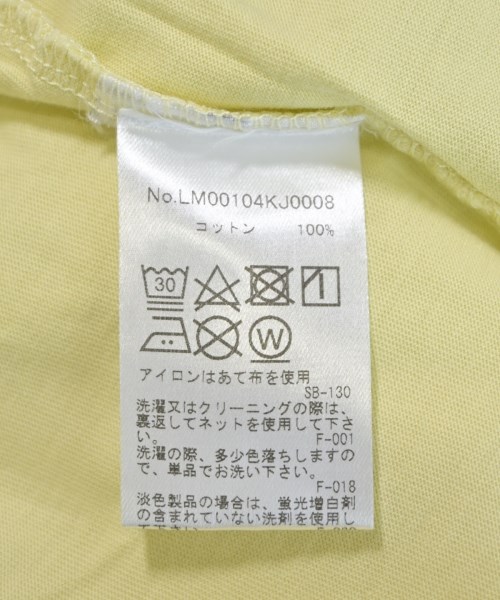 No.LM00104KJ0008
コットン 100%
30
W
アイロンはあて布を使用
SB-130
洗濯又はクリーニングの際は、
裏返してネットを使用して下さ
い。 F-001
洗濯の際、多少色落ちしますの
で、単品でお洗い下さい。
F-018
淡色製品の場合は、蛍光増白剤
の含まれていない洗剤を使用し